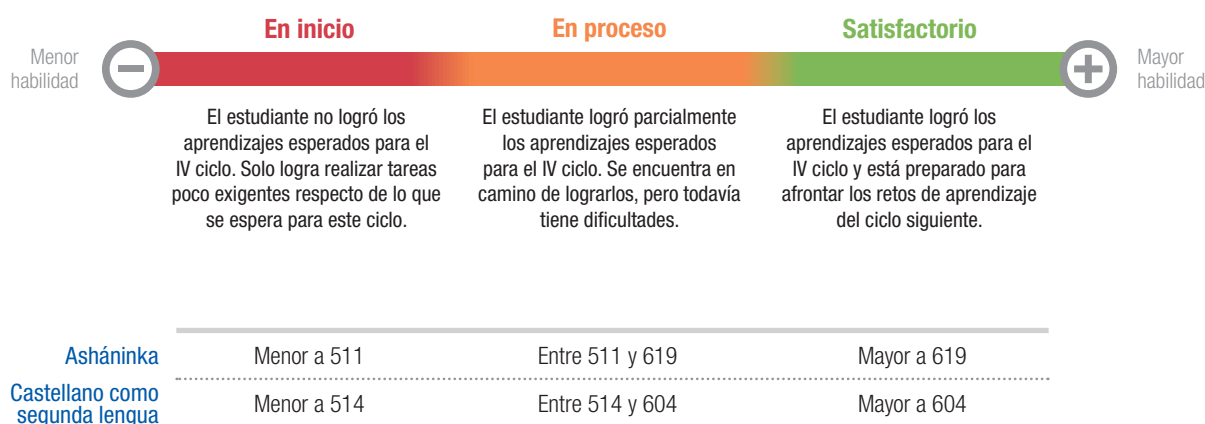 En inicio
En proceso
Satisfactorio
Menor
habilidad
Mayor
habilidad
El estudiante no logró los
aprendizajes esperados para el
IV ciclo. Solo logra realizar tareas
poco exigentes respecto de lo que
se espera para este ciclo.
El estudiante logró parcialmente
los aprendizajes esperados
para el IV ciclo. Se encuentra en
camino de lograrlos, pero todavía
tiene dificultades.
El estudiante logró los
aprendizajes esperados para el
IV ciclo y está preparado para
afrontar los retos de aprendizaje
del ciclo siguiente.
Asháninka Menor a 511 Entre 511 y 619 Mayor a 619
Castellano como
segunda lengua Menor a 514 Entre 514 y 604 Mayor a 604